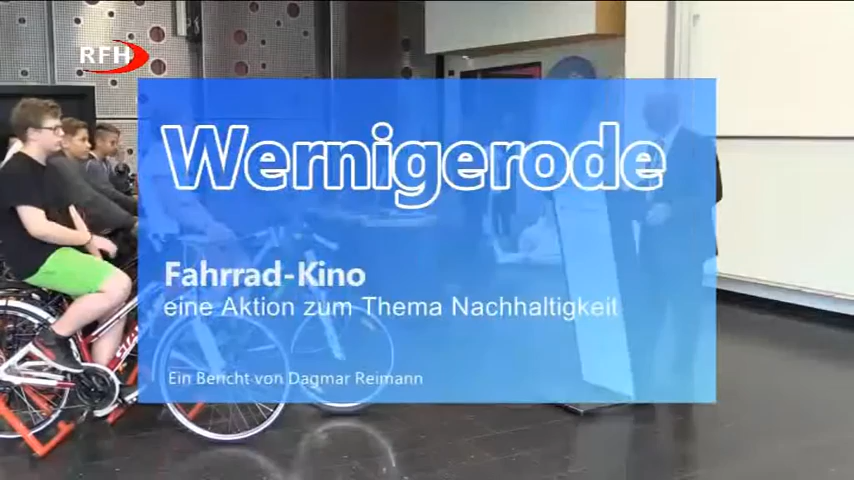 RFH
Wernigerode
Fahrrad-Kino
eine Aktion zum Thema Nachhaltigkeit
Ein Bericht von Dagmar Reimann